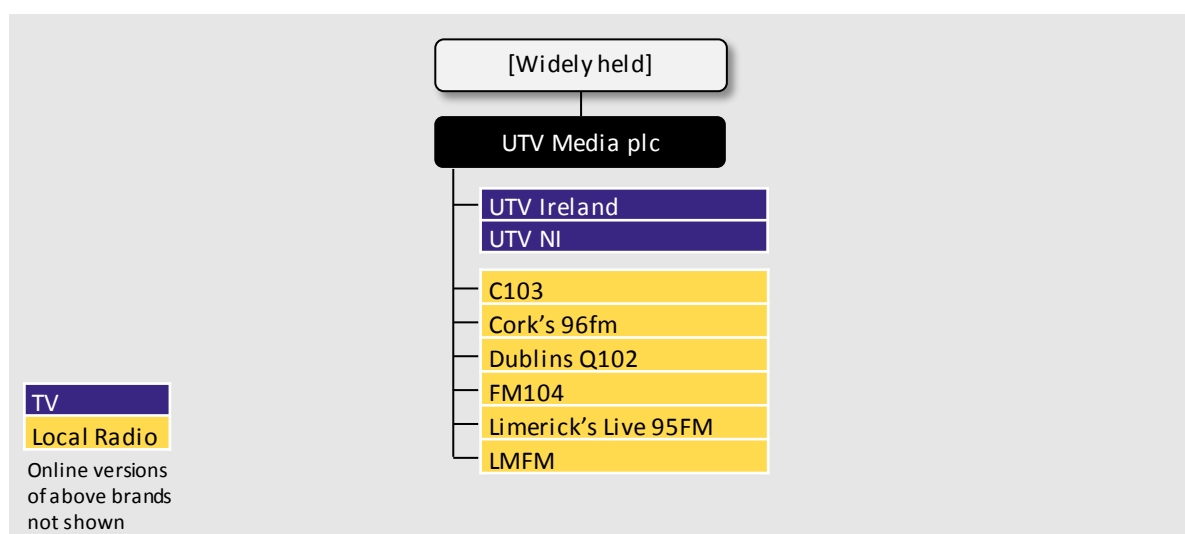 [Widely held]
UTV Media plc
UTV Ireland
UTV NI
C103
Cork's 96fm
Dublins Q102
FM104
Limerick's Live 95FM
LMFM
TV
Local Radio
Online versions
of above brands
not shown